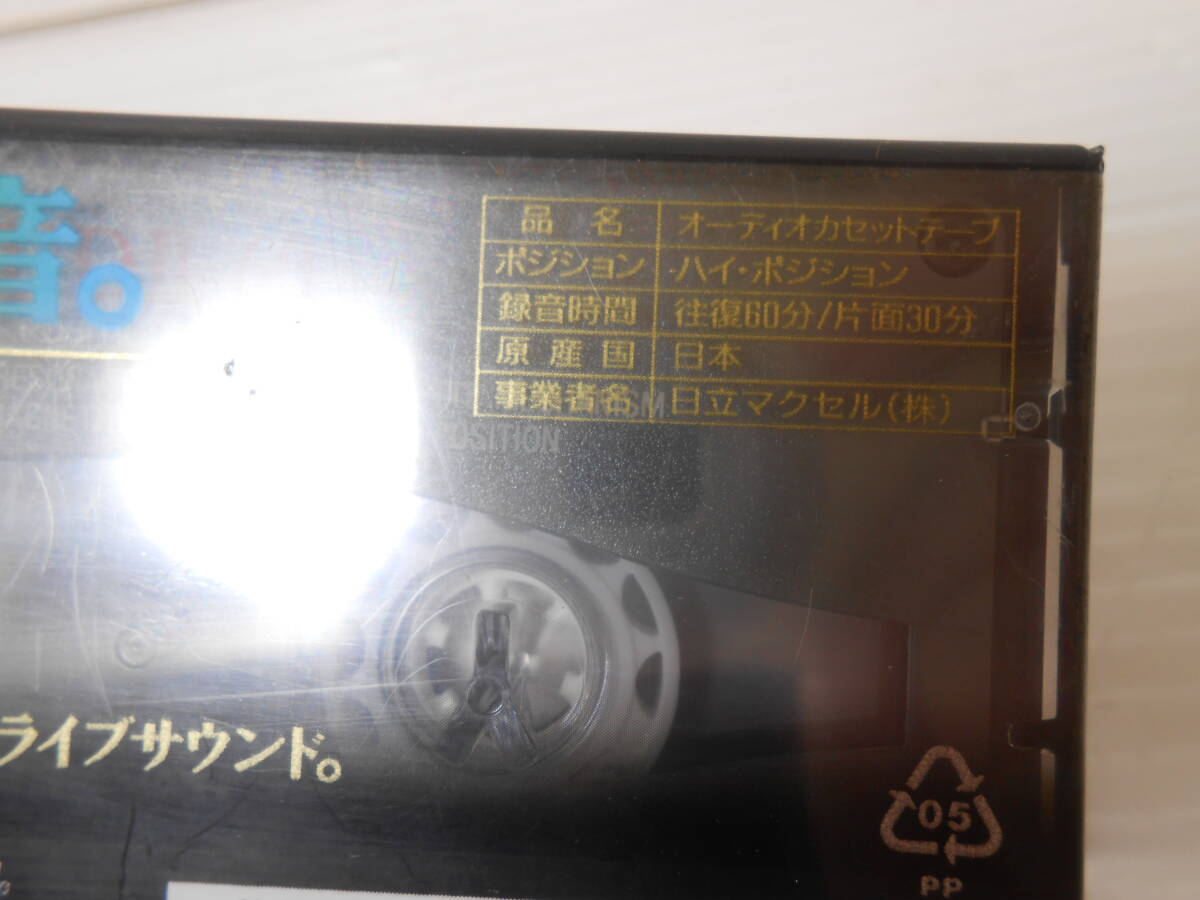 音。
品名 オーディオカセットテープ
ポジション ハイ・ポジション
録音時間 往復60分/片面30分
原産国 日本
事業者名 日立マクセル(株)
OSITION
ライブサウンド。
05
PP